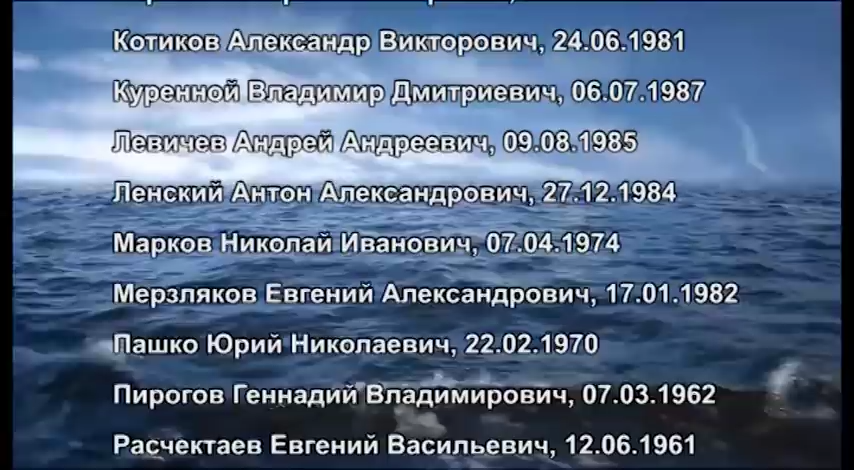 Котиков Александр Викторович, 24.06.1981
Куренной Владимир Дмитриевич, 06.07.1987
Левичев Андрей Андреевич, 09.08.1985
Ленский Антон Александрович, 27.12.1984
Марков Николай Иванович, 07.04.1974
Мерзляков Евгений Александрович, 17.01.1982
Пашко Юрий Николаевич, 22.02.1970
Пирогов Геннадий Владимирович, 07.03.1962
Расчектаев Евгений Васильевич, 12.06.1961